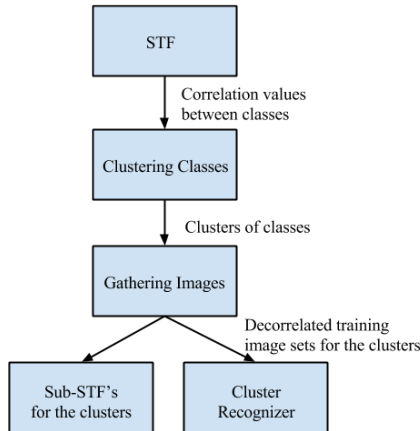 STF
Correlation values
between classes
Clustering Classes
Clusters of classes
Gathering Images
Decorrelated training
image sets for the clusters
Sub-STF's
for the clusters
Cluster
Recognizer